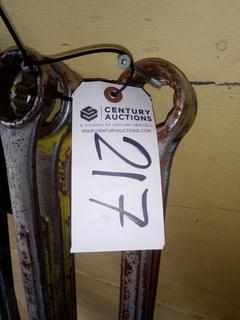 CENTURY
AUCTIONS
A DIVISION OF CENTURY SERVICES
WWW.CENTURYAUCTIONS.COM
217